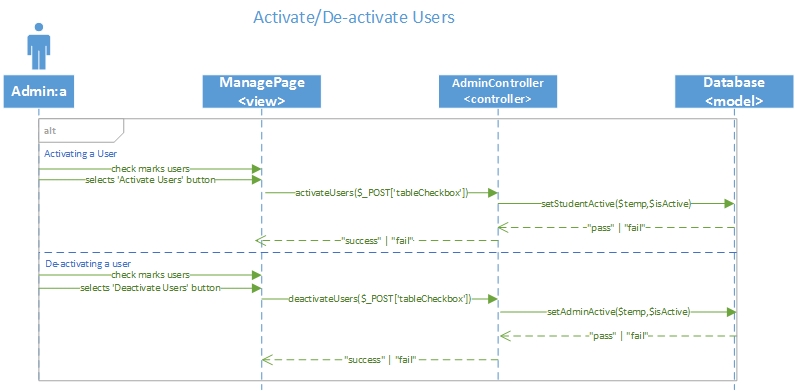 Activate/De-activate Users
Admin:a
ManagePage
<view>
AdminController
<controller>
Database
<model>
alt
Activating a User
check marks users
selects 'Activate Users' button
activateUsers($_POST['tableCheckbox'])
setStudentActive($temp,$isActive)
"pass" | "fail"
"success" | "fail"
De-activating a user
check marks users
selects 'Deactivate Users' button
deactivateUsers($_POST['tableCheckbox'])
setAdminActive($temp,$isActive)
"pass" | "fail"
"success" | "fail"